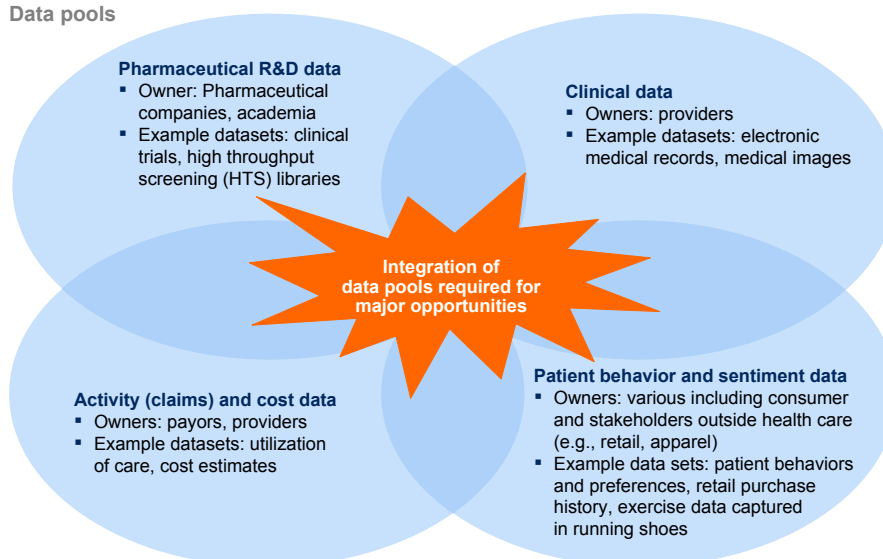 Data pools
Pharmaceutical R&D data
▪ Owner: Pharmaceutical
companies, academia
▪ Example datasets: clinical
trials, high throughput
screening (HTS) libraries
Clinical data
▪ Owners: providers
▪ Example datasets: electronic
medical records, medical images
Integration of
data pools required for
major opportunities
Activity (claims) and cost data
▪ Owners: payors, providers
▪ Example datasets: utilization
of care, cost estimates
Patient behavior and sentiment data
▪ Owners: various including consumer
and stakeholders outside health care
(e.g., retail, apparel)
▪ Example data sets: patient behaviors
and preferences, retail purchase
history, exercise data captured
in running shoes